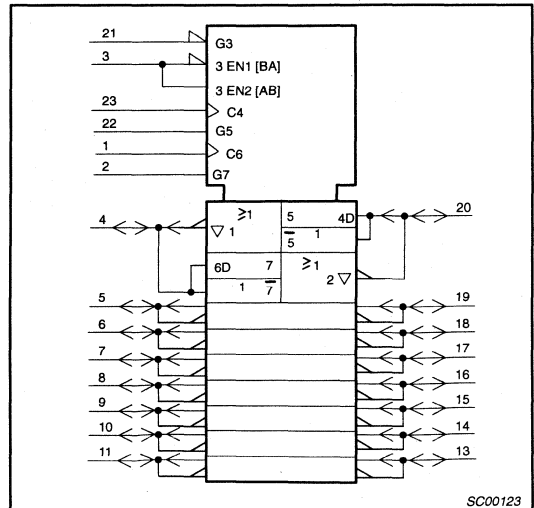 21 G3
3 3 EN1 [BA]
3 EN2 [AB]
23 C4
22 G5
1 C6
2 G7
4 ≥1 5 4D 20
▽ 1 5̅ 1
6D 7 ≥1
1 7̅ 2 ▽
5 19
6 18
7 17
8 16
9 15
10 14
11 13
SC00123